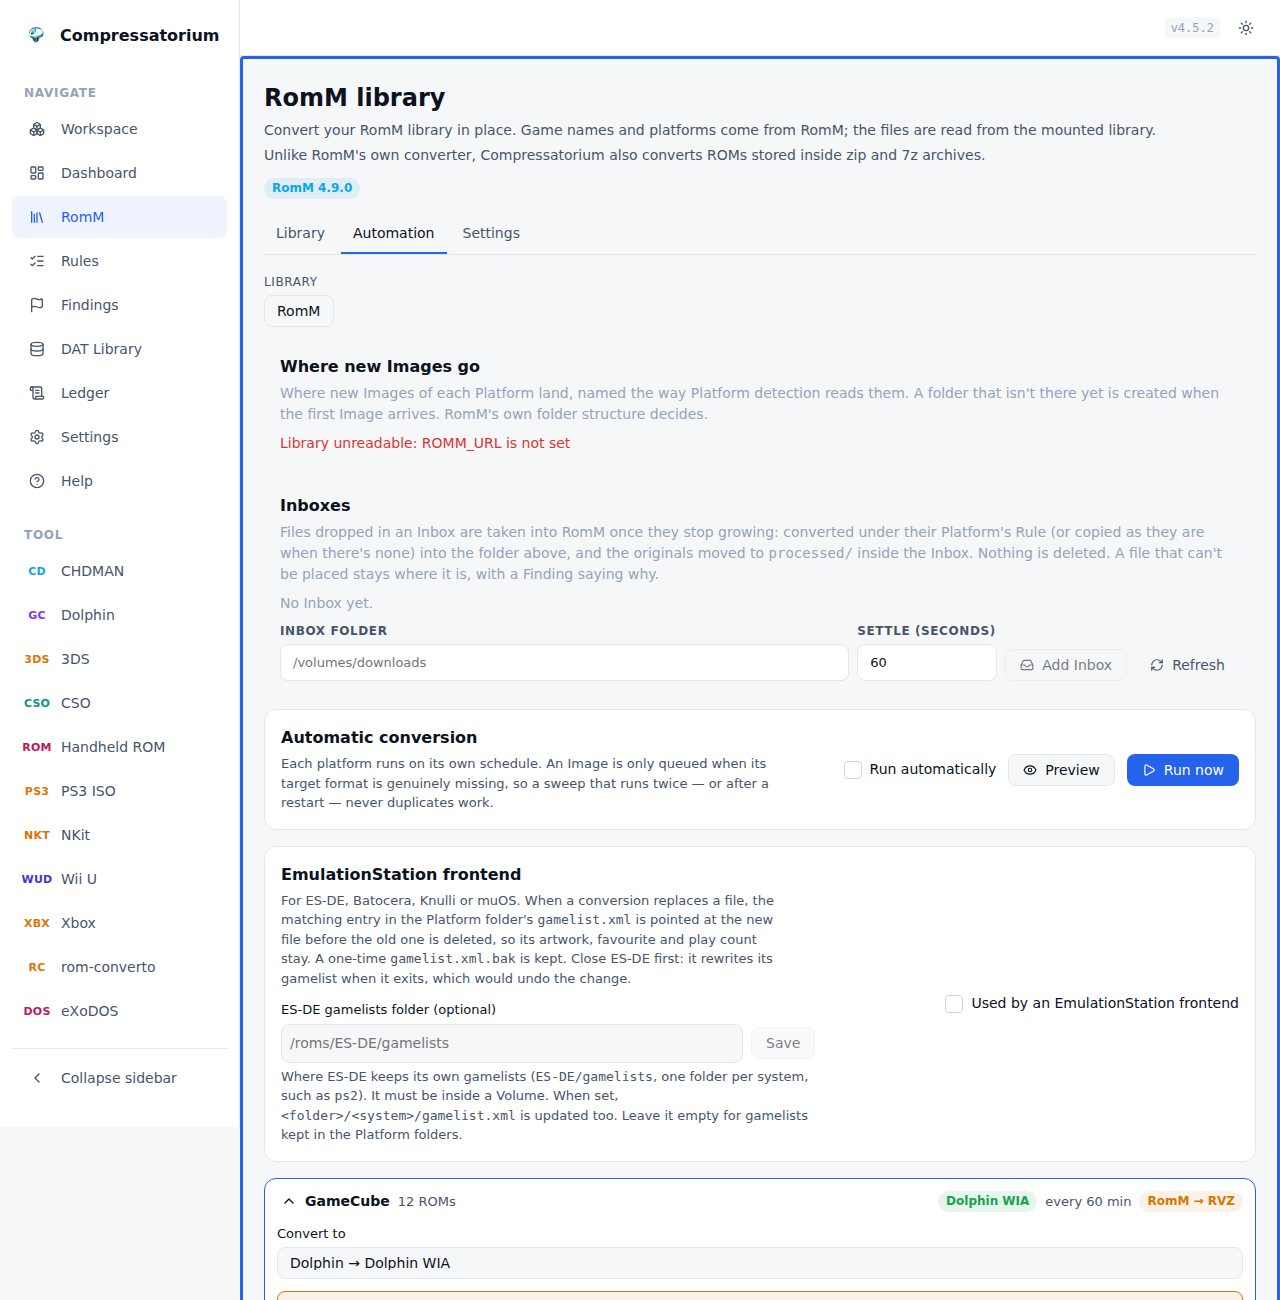 Compressatorium
v4.5.2
NAVIGATE
Workspace
Dashboard
RomM
Rules
Findings
DAT Library
Ledger
Settings
Help
TOOL
CD CHDMAN
GC Dolphin
3DS 3DS
CSO CSO
ROM Handheld ROM
PS3 PS3 ISO
NKT NKit
WUD Wii U
XBX Xbox
RC rom-converto
DOS eXoDOS
Collapse sidebar
RomM library
Convert your RomM library in place. Game names and platforms come from RomM; the files are read from the mounted library.
Unlike RomM's own converter, Compressatorium also converts ROMs stored inside zip and 7z archives.
RomM 4.9.0
Library Automation Settings
LIBRARY
RomM
Where new Images go
Where new Images of each Platform land, named the way Platform detection reads them. A folder that isn't there yet is created when
the first Image arrives. RomM's own folder structure decides.
Library unreadable: ROMM_URL is not set
Inboxes
Files dropped in an Inbox are taken into RomM once they stop growing: converted under their Platform's Rule (or copied as they are
when there's none) into the folder above, and the originals moved to processed/ inside the Inbox. Nothing is deleted. A file that can't
be placed stays where it is, with a Finding saying why.
No Inbox yet.
INBOX FOLDER SETTLE (SECONDS)
/volumes/downloads 60 Add Inbox Refresh
Automatic conversion
Each platform runs on its own schedule. An Image is only queued when its
target format is genuinely missing, so a sweep that runs twice — or after a
restart — never duplicates work.
Run automatically Preview Run now
EmulationStation frontend
For ES-DE, Batocera, Knulli or muOS. When a conversion replaces a file, the
matching entry in the Platform folder's gamelist.xml is pointed at the new
file before the old one is deleted, so its artwork, favourite and play count
stay. A one-time gamelist.xml.bak is kept. Close ES-DE first: it rewrites its
gamelist when it exits, which would undo the change.
ES-DE gamelists folder (optional)
/roms/ES-DE/gamelists Save
Where ES-DE keeps its own gamelists (ES-DE/gamelists, one folder per system,
such as ps2). It must be inside a Volume. When set,
<folder>/<system>/gamelist.xml is updated too. Leave it empty for gamelists
kept in the Platform folders.
Used by an EmulationStation frontend
GameCube 12 ROMs Dolphin WIA every 60 min RomM → RVZ
Convert to
Dolphin → Dolphin WIA